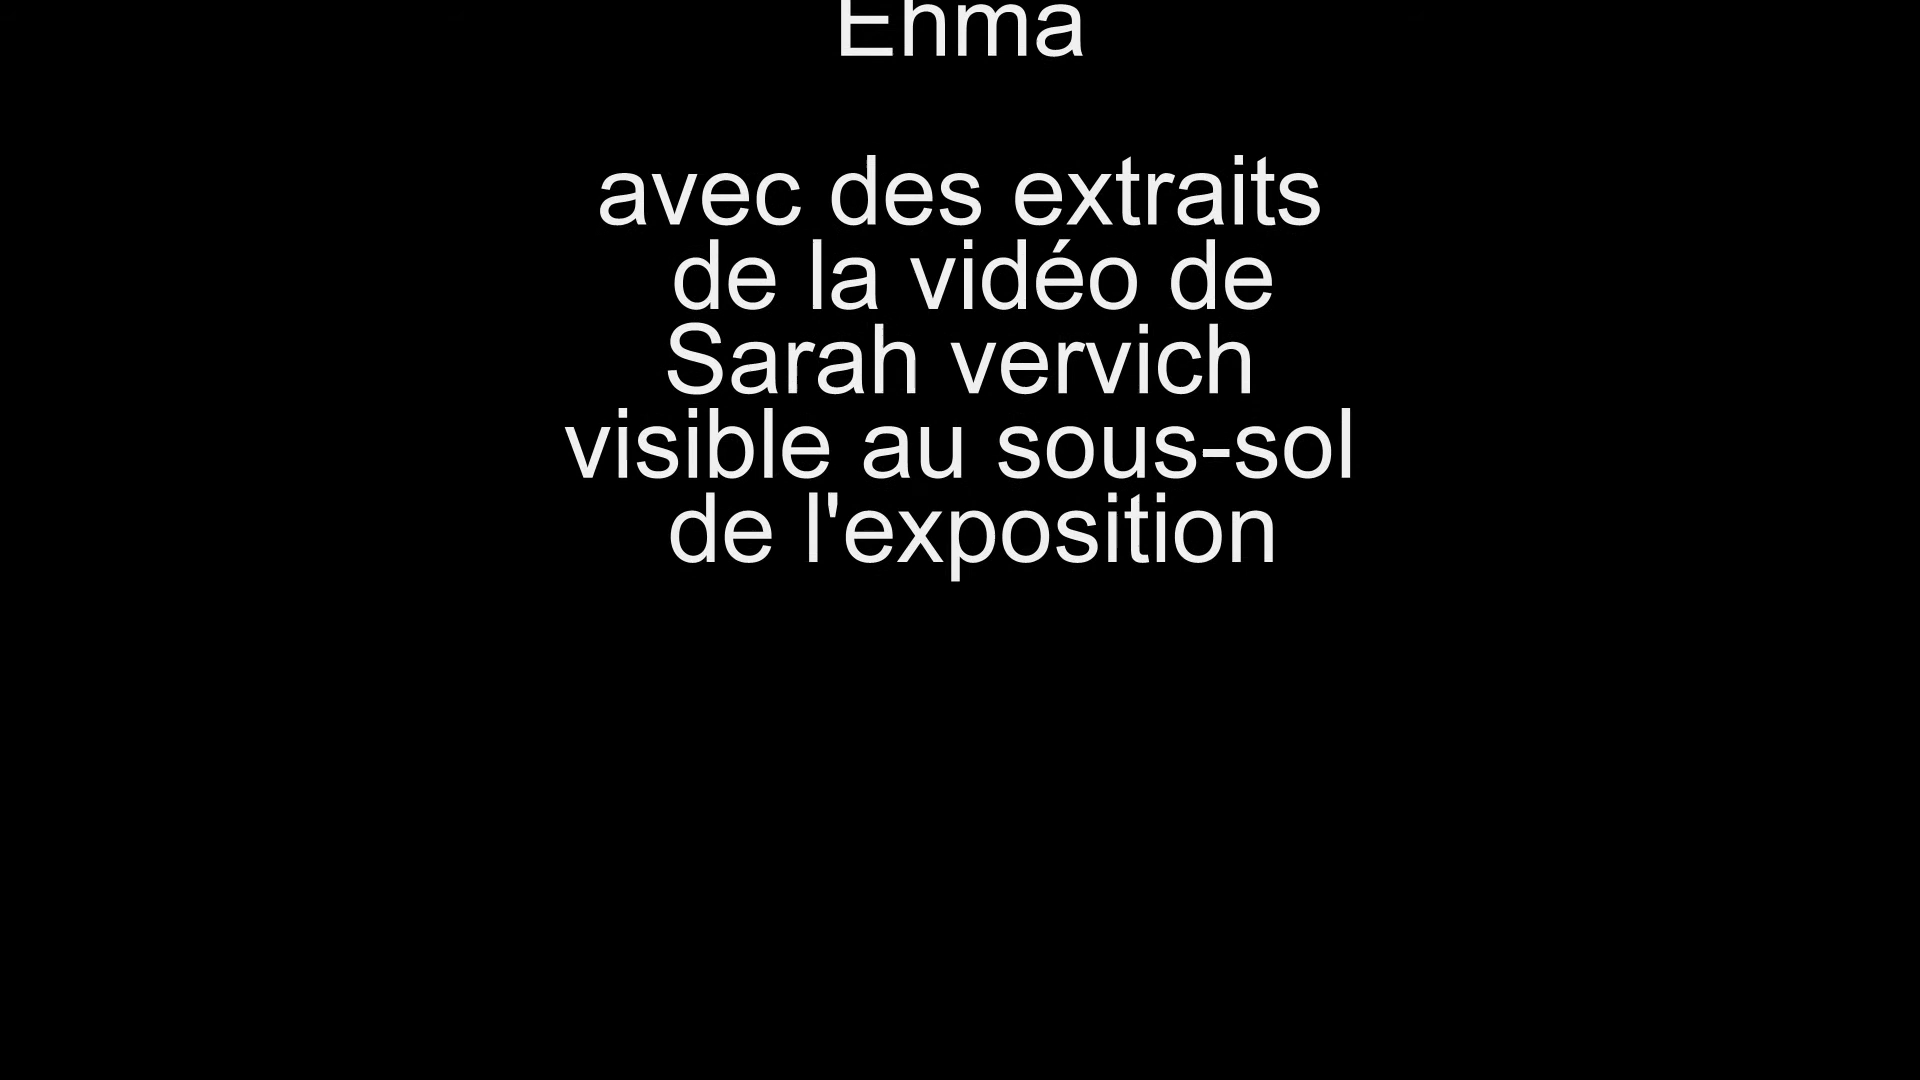 Ehma
avec des extraits
de la vidéo de
Sarah vervich
visible au sous-sol
de l'exposition